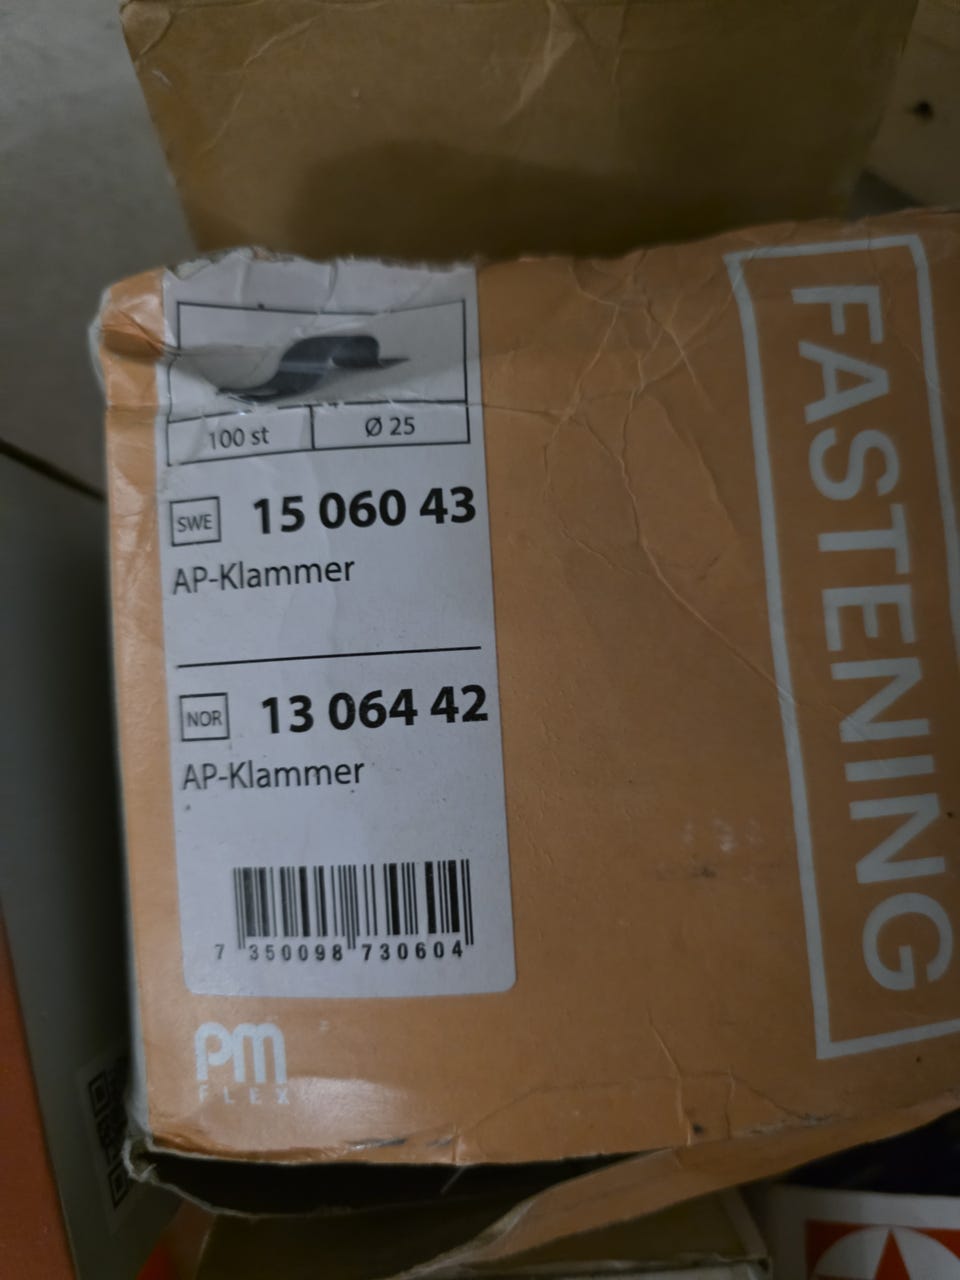 100 st
Ø 25
SWE 15 060 43
AP-Klammer
NOR 13 064 42
AP-Klammer
7 350098 730604
pm
FLEX
FASTENING